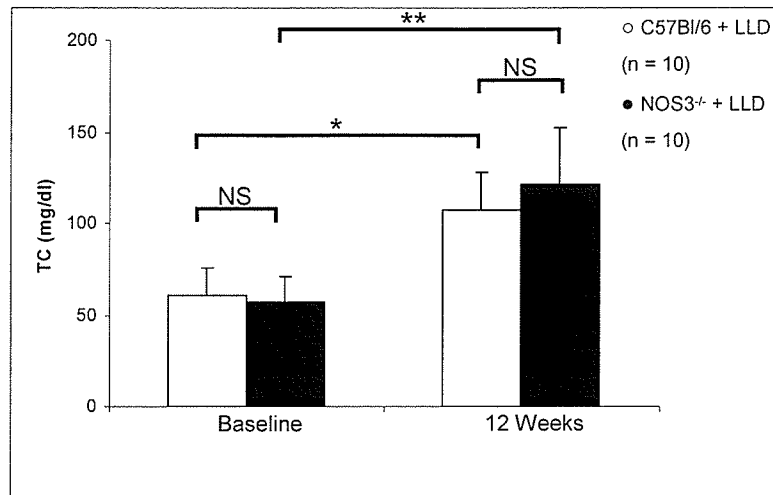 200
150
100
50
0
TC (mg/dl)
**
NS
*
NS
Baseline
12 Weeks
C57Bl/6 + LLD
(n = 10)
NOS3-/- + LLD
(n = 10)